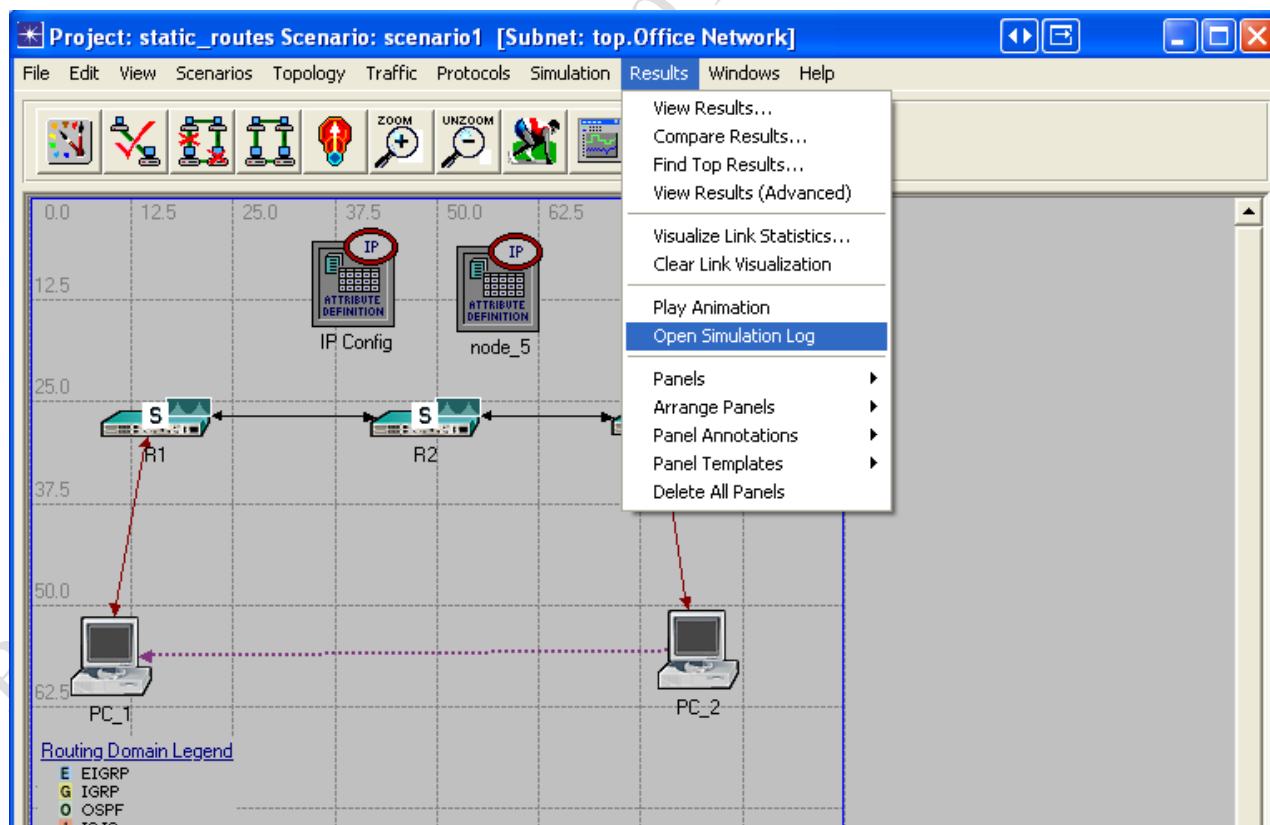 Project: static_routes Scenario: scenario1 [Subnet: top.Office Network]
File Edit View Scenarios Topology Traffic Protocols Simulation Results Windows Help
ZOOM UNZOOM
View Results...
Compare Results...
Find Top Results...
View Results (Advanced)
Visualize Link Statistics...
Clear Link Visualization
Play Animation
Open Simulation Log
Panels
Arrange Panels
Panel Annotations
Panel Templates
Delete All Panels
0.0 12.5 25.0 37.5 50.0 62.5
12.5
IP IP
ATTRIBUTE ATTRIBUTE
DEFINITION DEFINITION
IP Config node_5
25.0
S S
R1 R2
37.5
50.0
62.5
PC_1 PC_2
Routing Domain Legend
E EIGRP
G IGRP
O OSPF